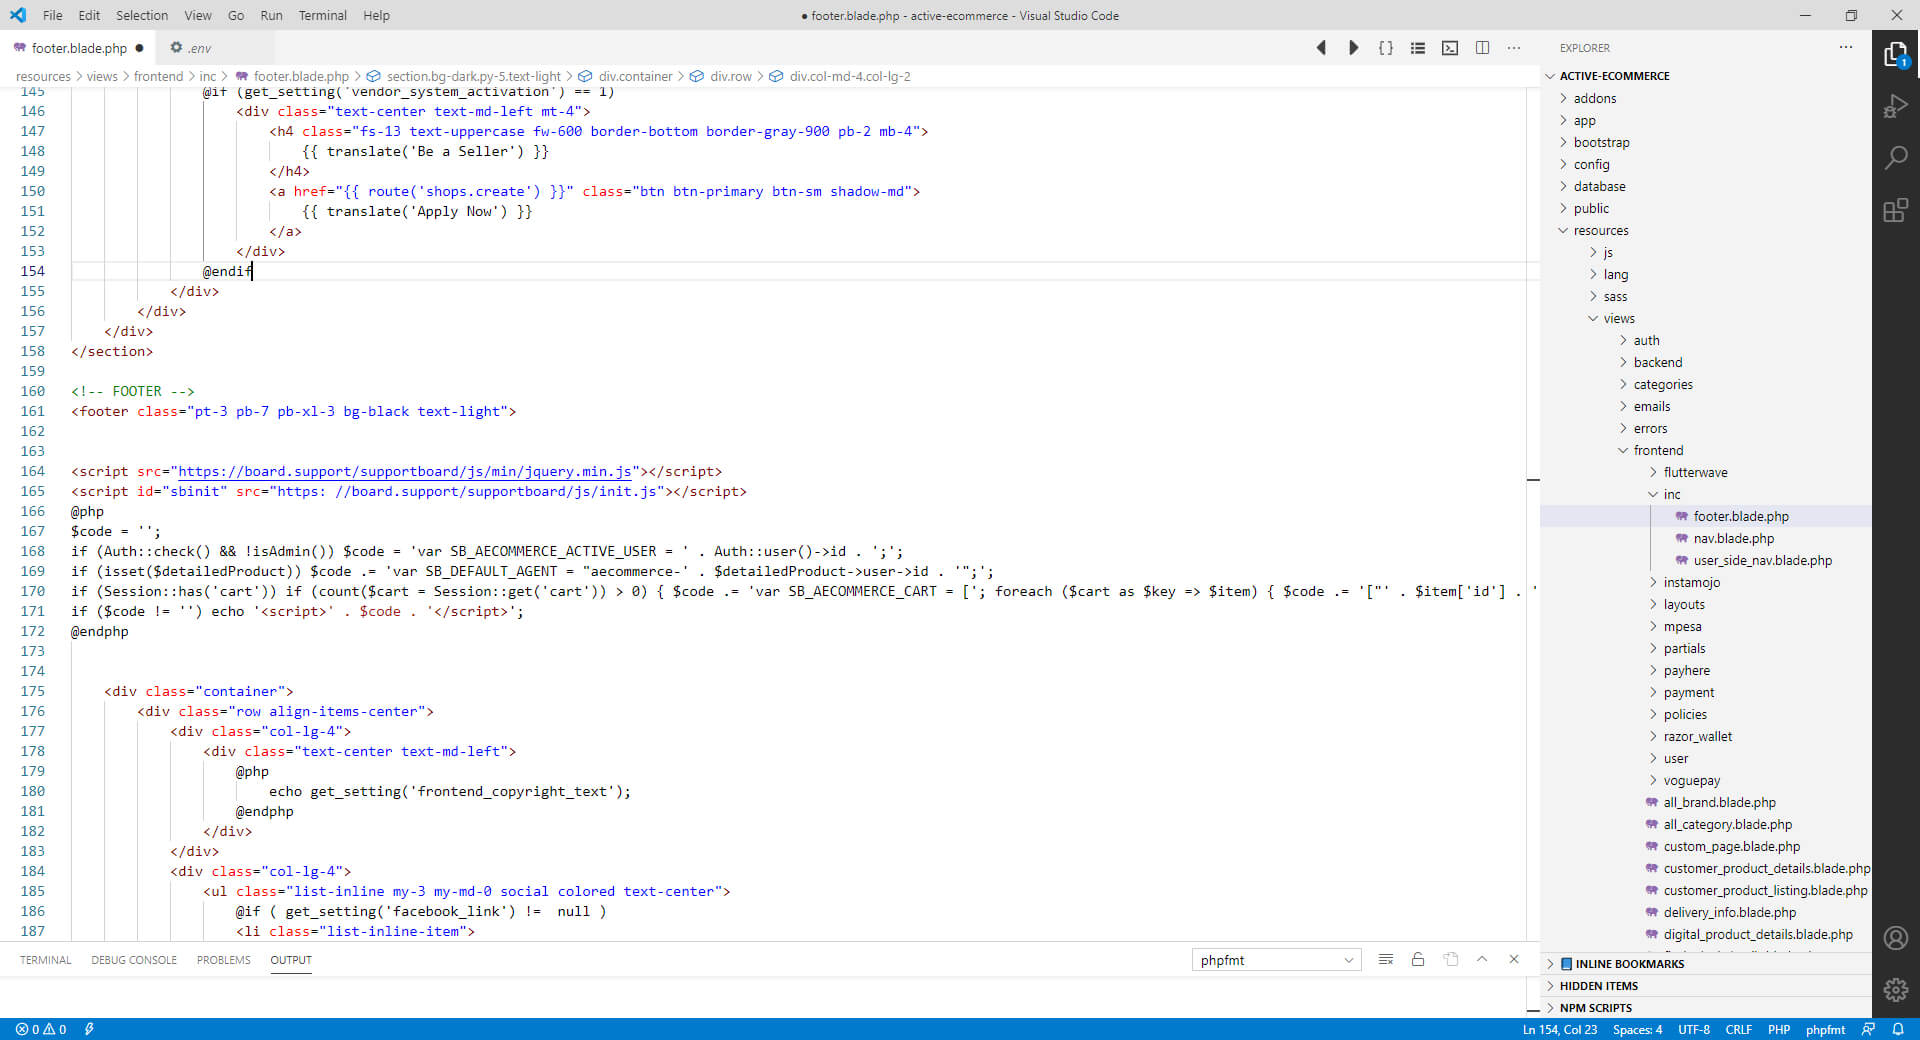 File Edit Selection View Go Run Terminal Help
● footer.blade.php - active-ecommerce - Visual Studio Code
footer.blade.php ●
.env
resources > views > frontend > inc > footer.blade.php > section.bg-dark.py-5.text-light > div.container > div.row > div.col-md-4.col-lg-2
145 @if (get_setting('vendor_system_activation') == 1)
146 <div class="text-center text-md-left mt-4">
147 <h4 class="fs-13 text-uppercase fw-600 border-bottom border-gray-900 pb-2 mb-4">
148 {{ translate('Be a Seller') }}
149 </h4>
150 <a href="{{ route('shops.create') }}" class="btn btn-primary btn-sm shadow-md">
151 {{ translate('Apply Now') }}
152 </a>
153 </div>
154 @endif
155 </div>
156 </div>
157 </div>
158 </section>
159
160 <!-- FOOTER -->
161 <footer class="pt-3 pb-7 pb-xl-3 bg-black text-light">
162
163
164 <script src="https://board.support/supportboard/js/min/jquery.min.js"></script>
165 <script id="sbinit" src="https: //board.support/supportboard/js/init.js"></script>
166 @php
167 $code = '';
168 if (Auth::check() && !isAdmin()) $code = 'var SB_AECOMMERCE_ACTIVE_USER = ' . Auth::user()->id . ';';
169 if (isset($detailedProduct)) $code .= 'var SB_DEFAULT_AGENT = "aecommerce-' . $detailedProduct->user->id . '";';
170 if (Session::has('cart')) if (count($cart = Session::get('cart')) > 0) { $code .= 'var SB_AECOMMERCE_CART = ['; foreach ($cart as $key => $item) { $code .= '["' . $item['id'] . '
171 if ($code != '') echo '<script>' . $code . '</script>';
172 @endphp
173
174
175 <div class="container">
176 <div class="row align-items-center">
177 <div class="col-lg-4">
178 <div class="text-center text-md-left">
179 @php
180 echo get_setting('frontend_copyright_text');
181 @endphp
182 </div>
183 </div>
184 <div class="col-lg-4">
185 <ul class="list-inline my-3 my-md-0 social colored text-center">
186 @if ( get_setting('facebook_link') !=  null )
187 <li class="list-inline-item">
TERMINAL DEBUG CONSOLE PROBLEMS OUTPUT
phpfmt
EXPLORER
ACTIVE-ECOMMERCE
addons
app
bootstrap
config
database
public
resources
js
lang
sass
views
auth
backend
categories
emails
errors
frontend
flutterwave
inc
footer.blade.php
nav.blade.php
user_side_nav.blade.php
instamojo
layouts
mpesa
partials
payhere
payment
policies
razor_wallet
user
voguepay
all_brand.blade.php
all_category.blade.php
custom_page.blade.php
customer_product_details.blade.php
customer_product_listing.blade.php
delivery_info.blade.php
digital_product_details.blade.php
INLINE BOOKMARKS
HIDDEN ITEMS
NPM SCRIPTS
1
0 0
Ln 154, Col 23 Spaces: 4 UTF-8 CRLF PHP phpfmt